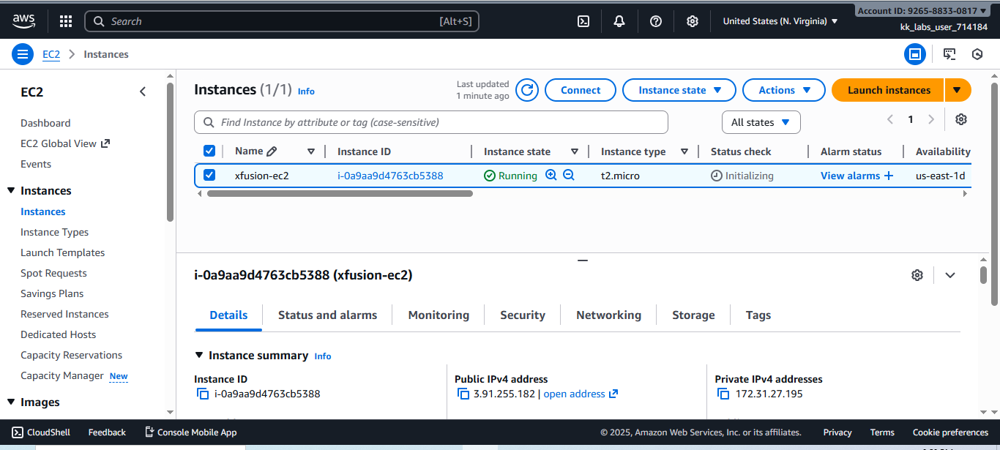 aws Search [Alt+S] United States (N. Virginia) Account ID: 9265-8833-0817
kk_labs_user_714184
EC2 Instances
EC2
Dashboard
EC2 Global View
Events
Instances
Instances
Instance Types
Launch Templates
Spot Requests
Savings Plans
Reserved Instances
Dedicated Hosts
Capacity Reservations
Capacity Manager New
Images
Instances (1/1) Info
Last updated
1 minute ago
Connect Instance state Actions Launch instances
Find Instance by attribute or tag (case-sensitive) All states 1
Name Instance ID Instance state Instance type Status check Alarm status Availability
xfusion-ec2 i-0a9aa9d4763cb5388 Running t2.micro Initializing View alarms us-east-1d
i-0a9aa9d4763cb5388 (xfusion-ec2)
Details Status and alarms Monitoring Security Networking Storage Tags
Instance summary Info
Instance ID Public IPv4 address Private IPv4 addresses
i-0a9aa9d4763cb5388 3.91.255.182 | open address 172.31.27.195
CloudShell Feedback Console Mobile App © 2025, Amazon Web Services, Inc. or its affiliates. Privacy Terms Cookie preferences